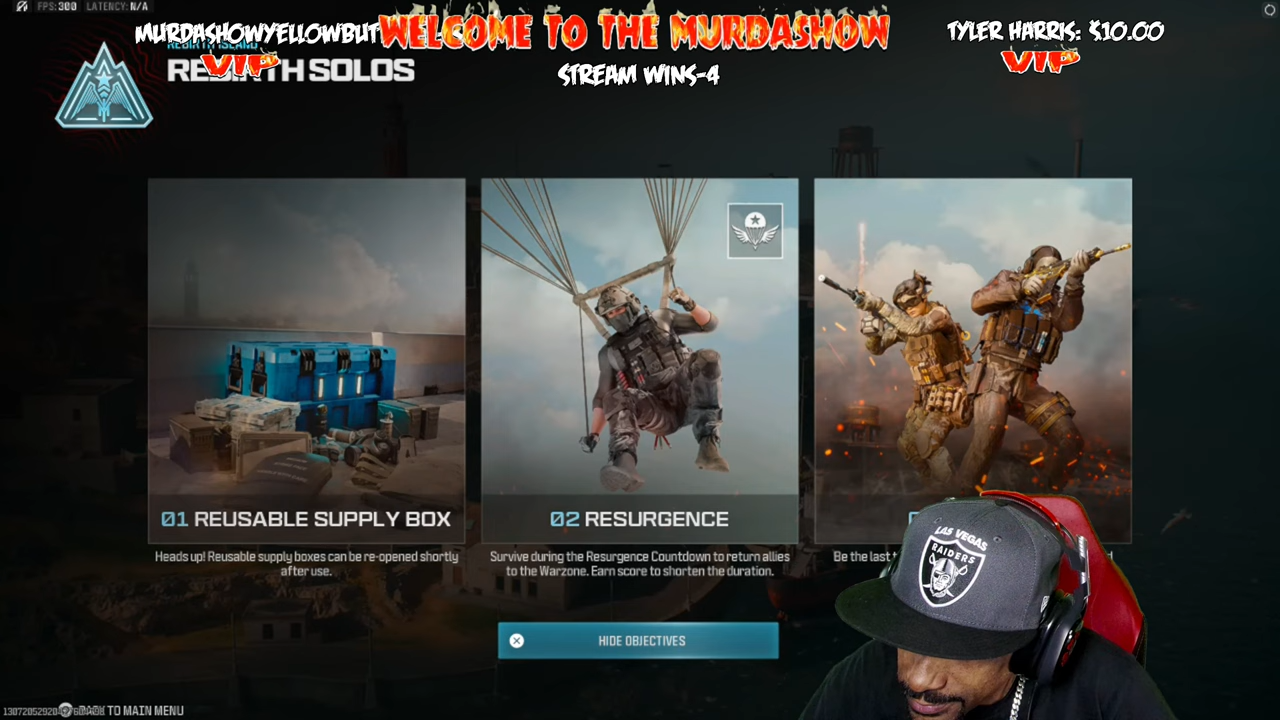 FPS: 300 LATENCY: N/A
MURDASHOWYELLOWBUT
WELCOME TO THE MURDASHOW
TYLER HARRIS: $10.00
REBIRTH ISLAND
REBIRTH SOLOS
VIP
STREAM WINS-4
VIP
01 REUSABLE SUPPLY BOX
02 RESURGENCE
Heads up! Reusable supply boxes can be re-opened shortly
after use.
Survive during the Resurgence Countdown to return allies
to the Warzone. Earn score to shorten the duration.
Be the last
LAS VEGAS
RAIDERS
HIDE OBJECTIVES
BACK TO MAIN MENU